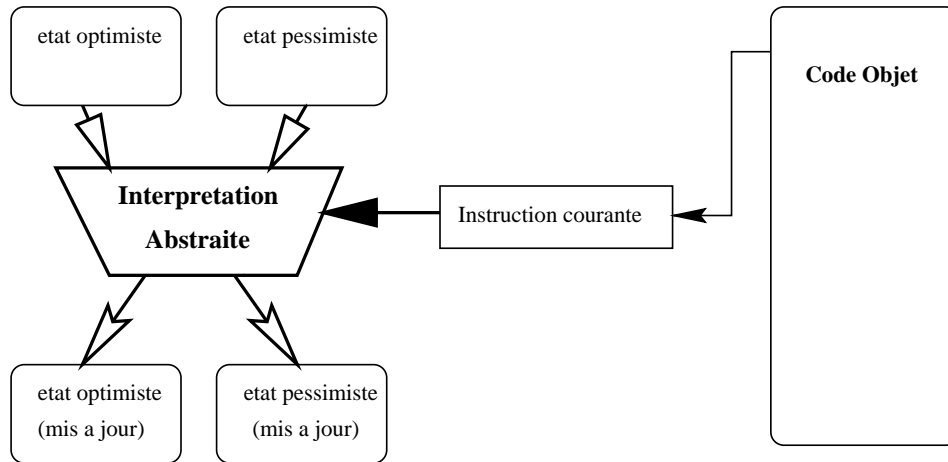 etat optimiste
etat pessimiste
Code Objet
Interpretation
Abstraite
Instruction courante
etat optimiste
(mis a jour)
etat pessimiste
(mis a jour)